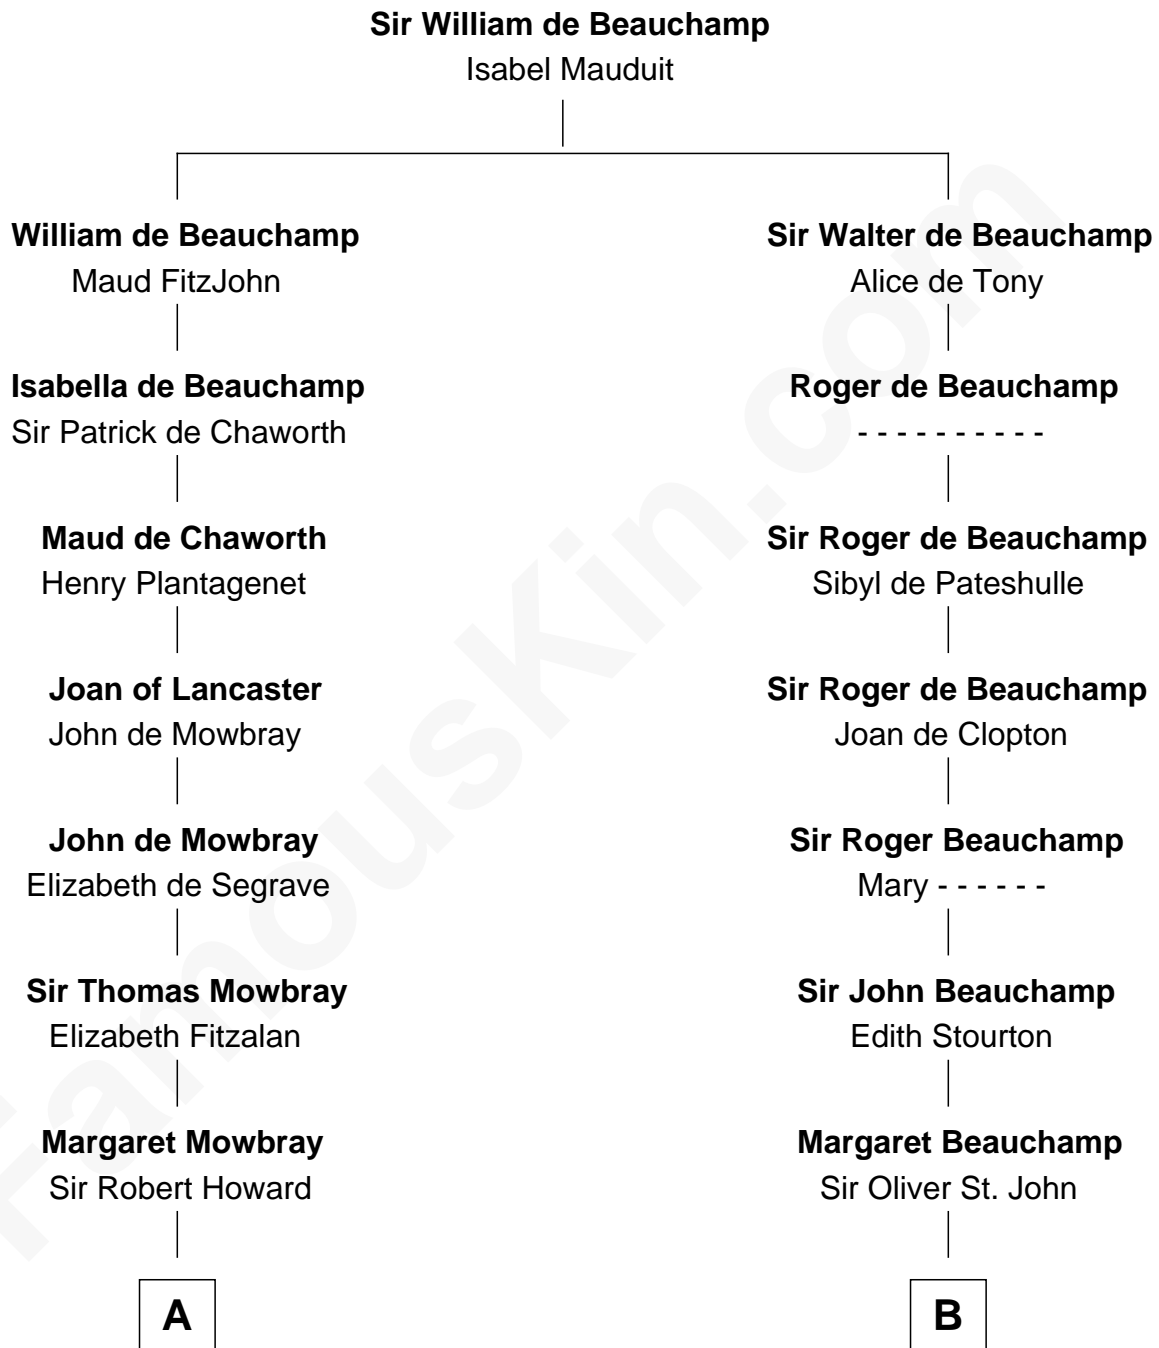 Sir William de Beauchamp
Isabel Mauduit
William de Beauchamp
Maud FitzJohn
Sir Walter de Beauchamp
Alice de Tony
Isabella de Beauchamp
Sir Patrick de Chaworth
Roger de Beauchamp
- - - - - - - - - -
Maud de Chaworth
Henry Plantagenet
Sir Roger de Beauchamp
Sibyl de Pateshulle
Joan of Lancaster
John de Mowbray
Sir Roger de Beauchamp
Joan de Clopton
John de Mowbray
Elizabeth de Segrave
Sir Roger Beauchamp
Mary - - - - - -
Sir Thomas Mowbray
Elizabeth Fitzalan
Sir John Beauchamp
Edith Stourton
Margaret Mowbray
Sir Robert Howard
Margaret Beauchamp
Sir Oliver St. John
A
B
FamousKin.com